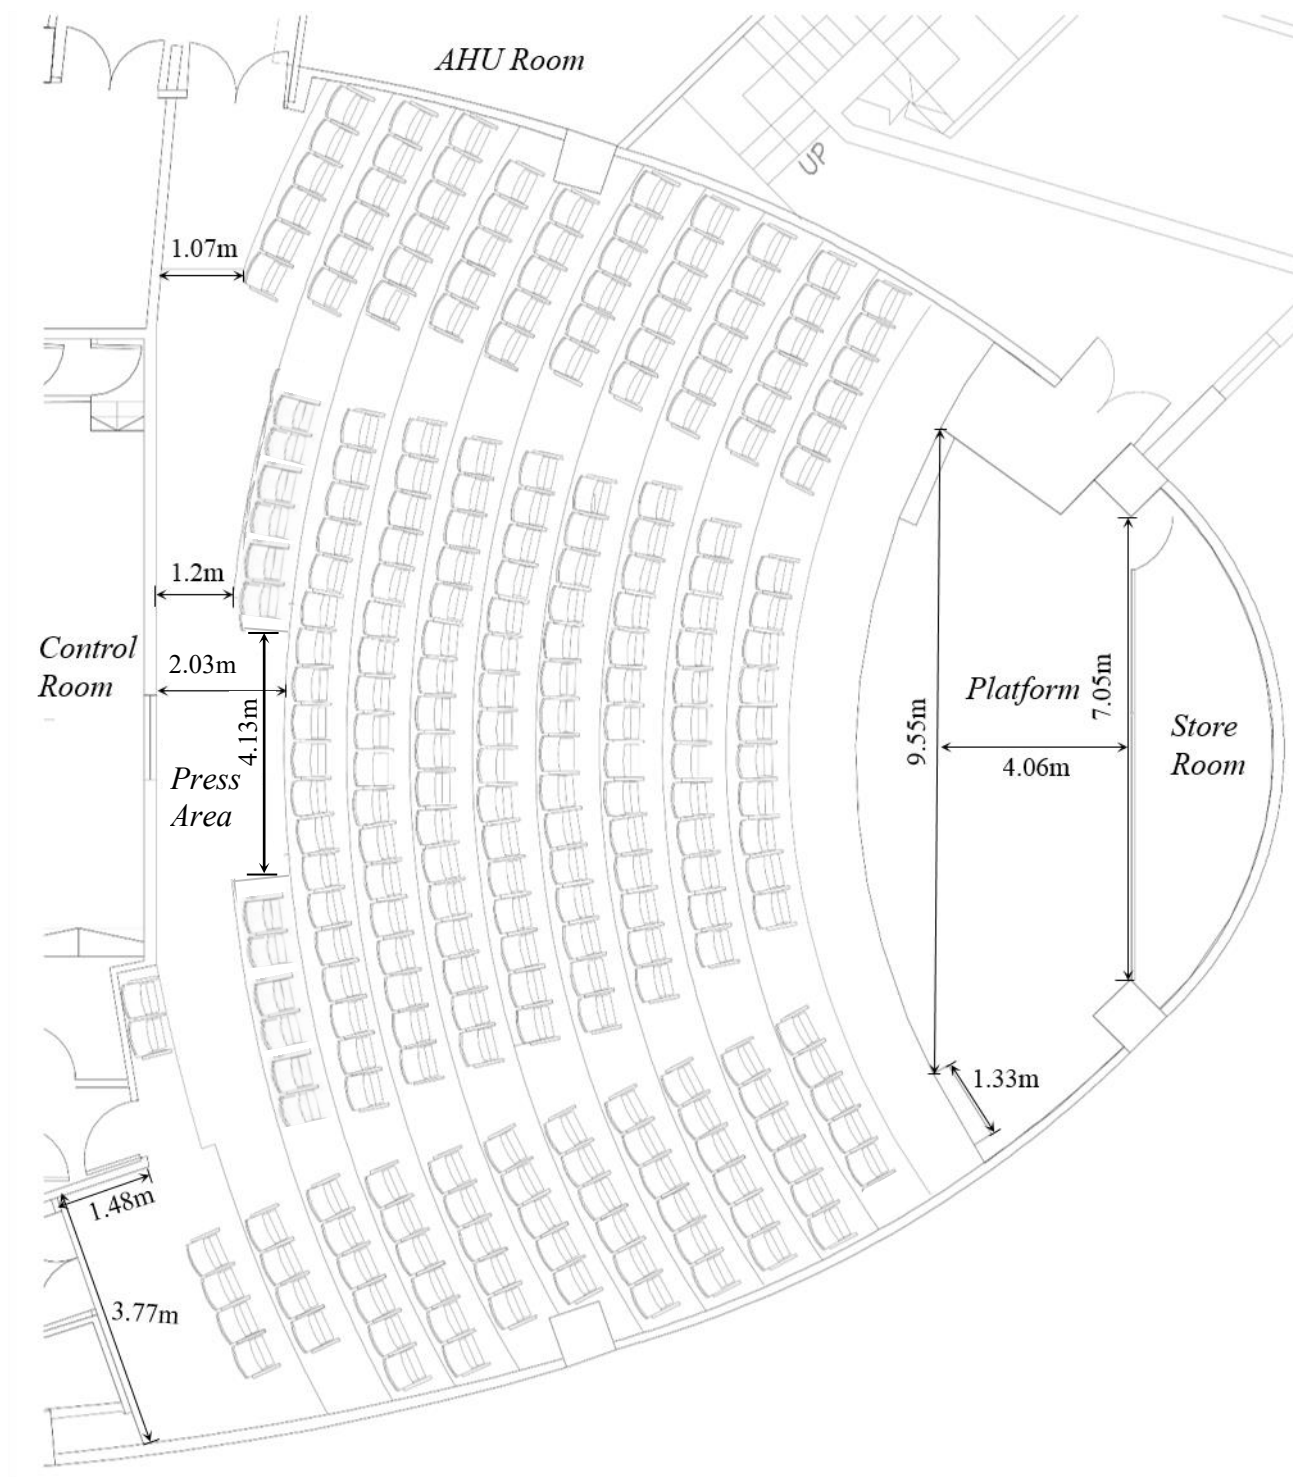 AHU Room
UP
1.07m
1.2m
Control
Room
2.03m
4.13m
Press
Area
9.55m
Platform
7.05m
4.06m
Store
Room
1.33m
1.48m
3.77m